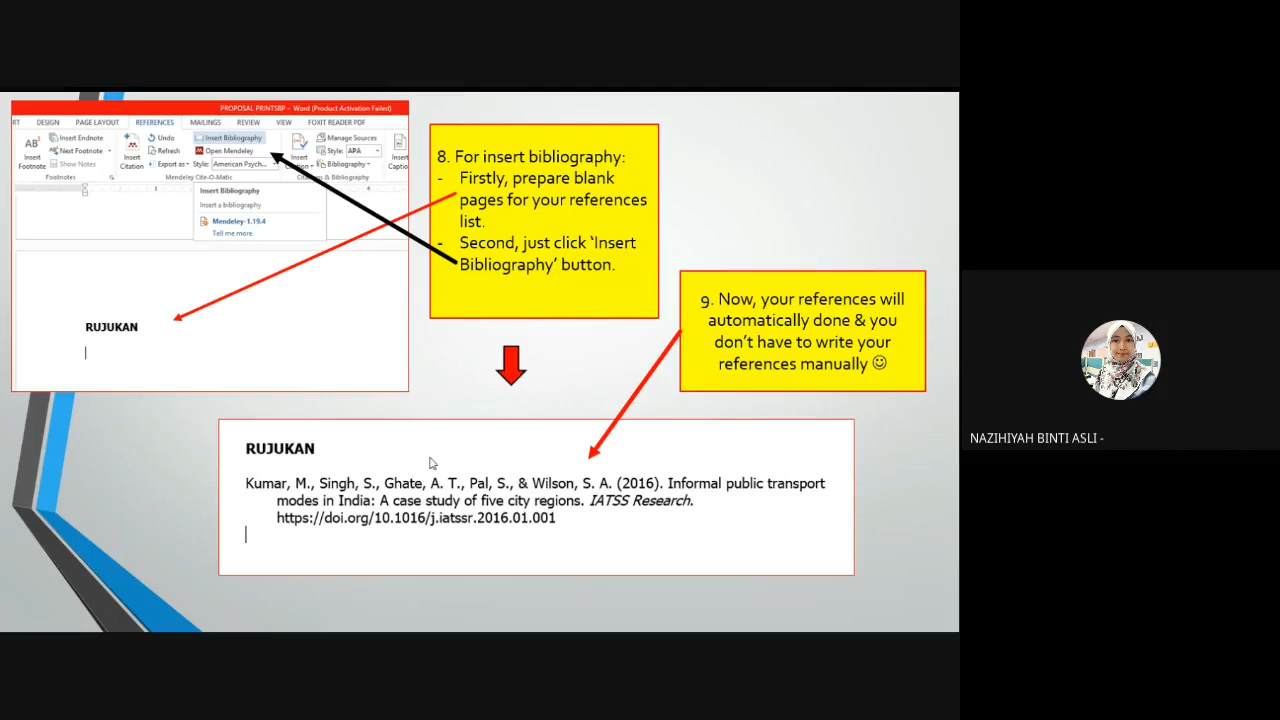 PROPOSAL PRINTSBP - Word (Product Activation Failed)
RT DESIGN PAGE LAYOUT REFERENCES MAILINGS REVIEW VIEW FOXIT READER PDF
AB¹
Insert Footnote
Insert Endnote
Next Footnote
Show Notes
Footnotes
Insert Citation
Undo
Refresh
Export as
Insert Bibliography
Open Mendeley
Style: American Psych...
Mendeley Cite-O-Matic
Insert
Citation
Manage Sources
Style: APA
Bibliography
Citations & Bibliography
Insert
Captio
4
Insert Bibliography
Insert a bibliography
Mendeley-1.19.4
Tell me more
RUJUKAN
8. For insert bibliography:
- Firstly, prepare blank
pages for your references
list.
- Second, just click ‘Insert
Bibliography’ button.
9. Now, your references will
automatically done & you
don’t have to write your
references manually ☺
RUJUKAN
Kumar, M., Singh, S., Ghate, A. T., Pal, S., & Wilson, S. A. (2016). Informal public transport
modes in India: A case study of five city regions. IATSS Research.
https://doi.org/10.1016/j.iatssr.2016.01.001
NAZIHIYAH BINTI ASLI -